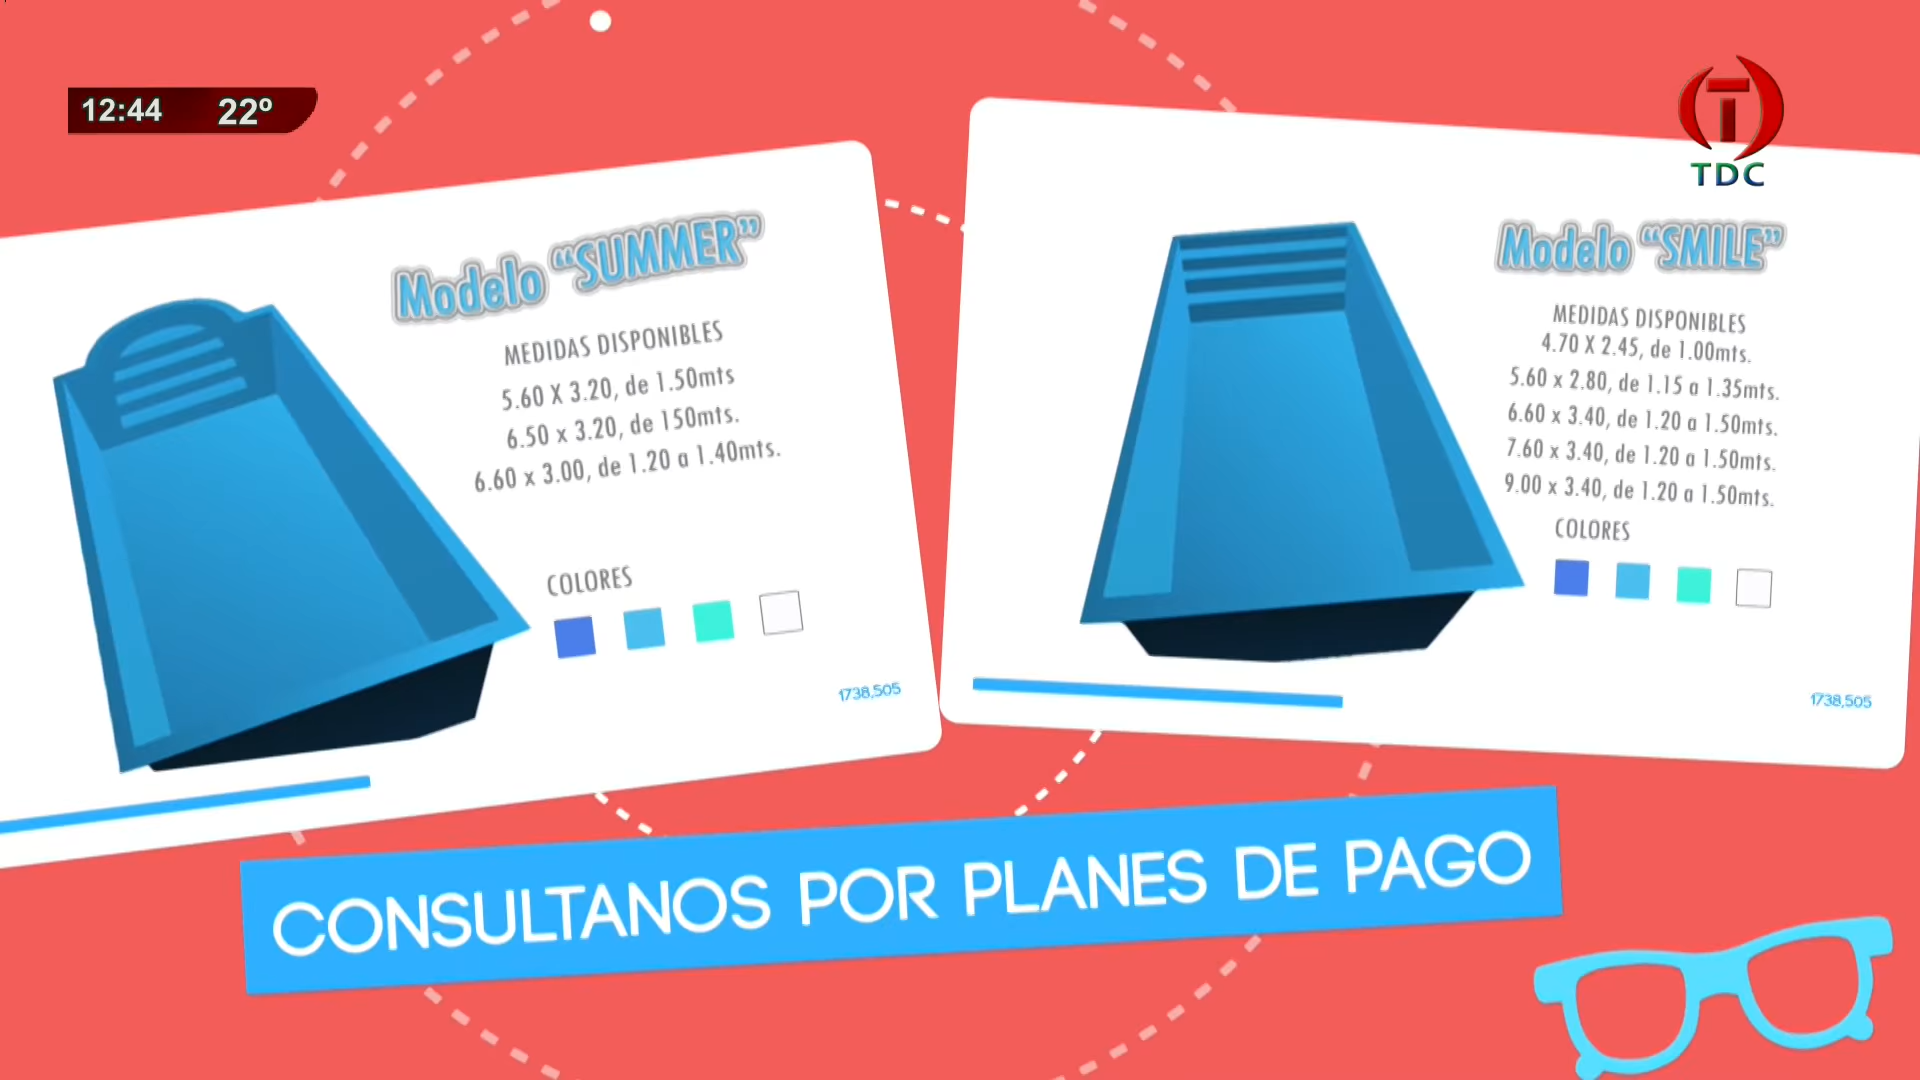 12:44 22º
TDC
Modelo “SUMMER”
MEDIDAS DISPONIBLES
5.60 X 3.20, de 1.50mts
6.50 x 3.20, de 150mts.
6.60 x 3.00, de 1.20 a 1.40mts.
COLORES
1738,505
Modelo “SMILE”
MEDIDAS DISPONIBLES
4.70 X 2.45, de 1.00mts.
5.60 x 2.80, de 1.15 a 1.35mts.
6.60 x 3.40, de 1.20 a 1.50mts.
7.60 x 3.40, de 1.20 a 1.50mts.
9.00 x 3.40, de 1.20 a 1.50mts.
COLORES
1738,505
CONSULTANOS POR PLANES DE PAGO